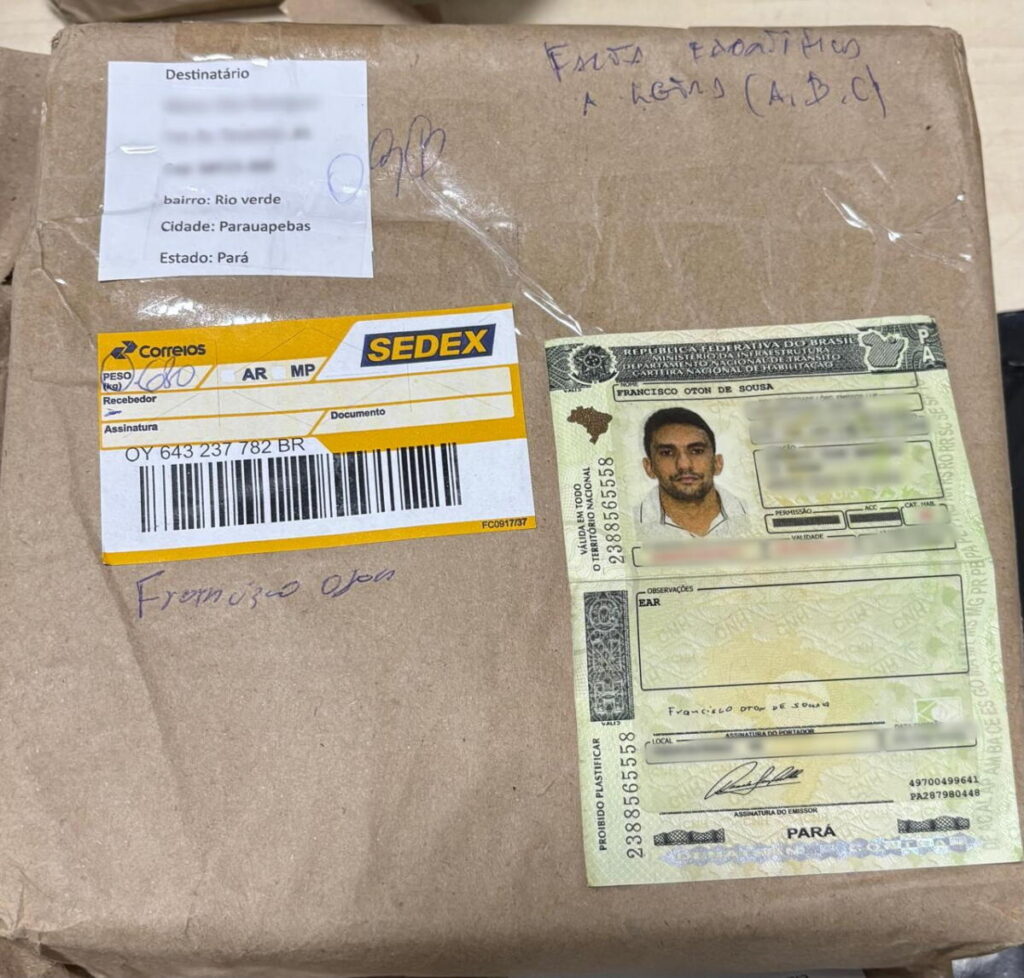 Destinatário
bairro: Rio verde
Cidade: Parauapebas
Estado: Pará
A (A, B, C)
Correios
SEDEX
PESO
(kg)
AR MP
Recebedor
Assinatura
Documento
OY 643 237 782 BR
FC0917/37
Francisco Oton
REPÚBLICA FEDERATIVA DO BRASIL
MINISTÉRIO DA INFRAESTRUTURA
DEPARTAMENTO NACIONAL DE TRÂNSITO
CARTEIRA NACIONAL DE HABILITAÇÃO
PA
NOME
FRANCISCO OTON DE SOUSA
VÁLIDA EM TODO
O TERRITÓRIO NACIONAL
2388565558
PERMISSÃO
ACC
CAT. HAB.
VALIDADE
OBSERVAÇÕES
EAR
Francisco OTON DE SOUSA
ASSINATURA DO PORTADOR
LOCAL
PROIBIDO PLASTIFICAR
2388565558
49700499641
PA287980448
ASSINATURA DO EMISSOR
PARÁ